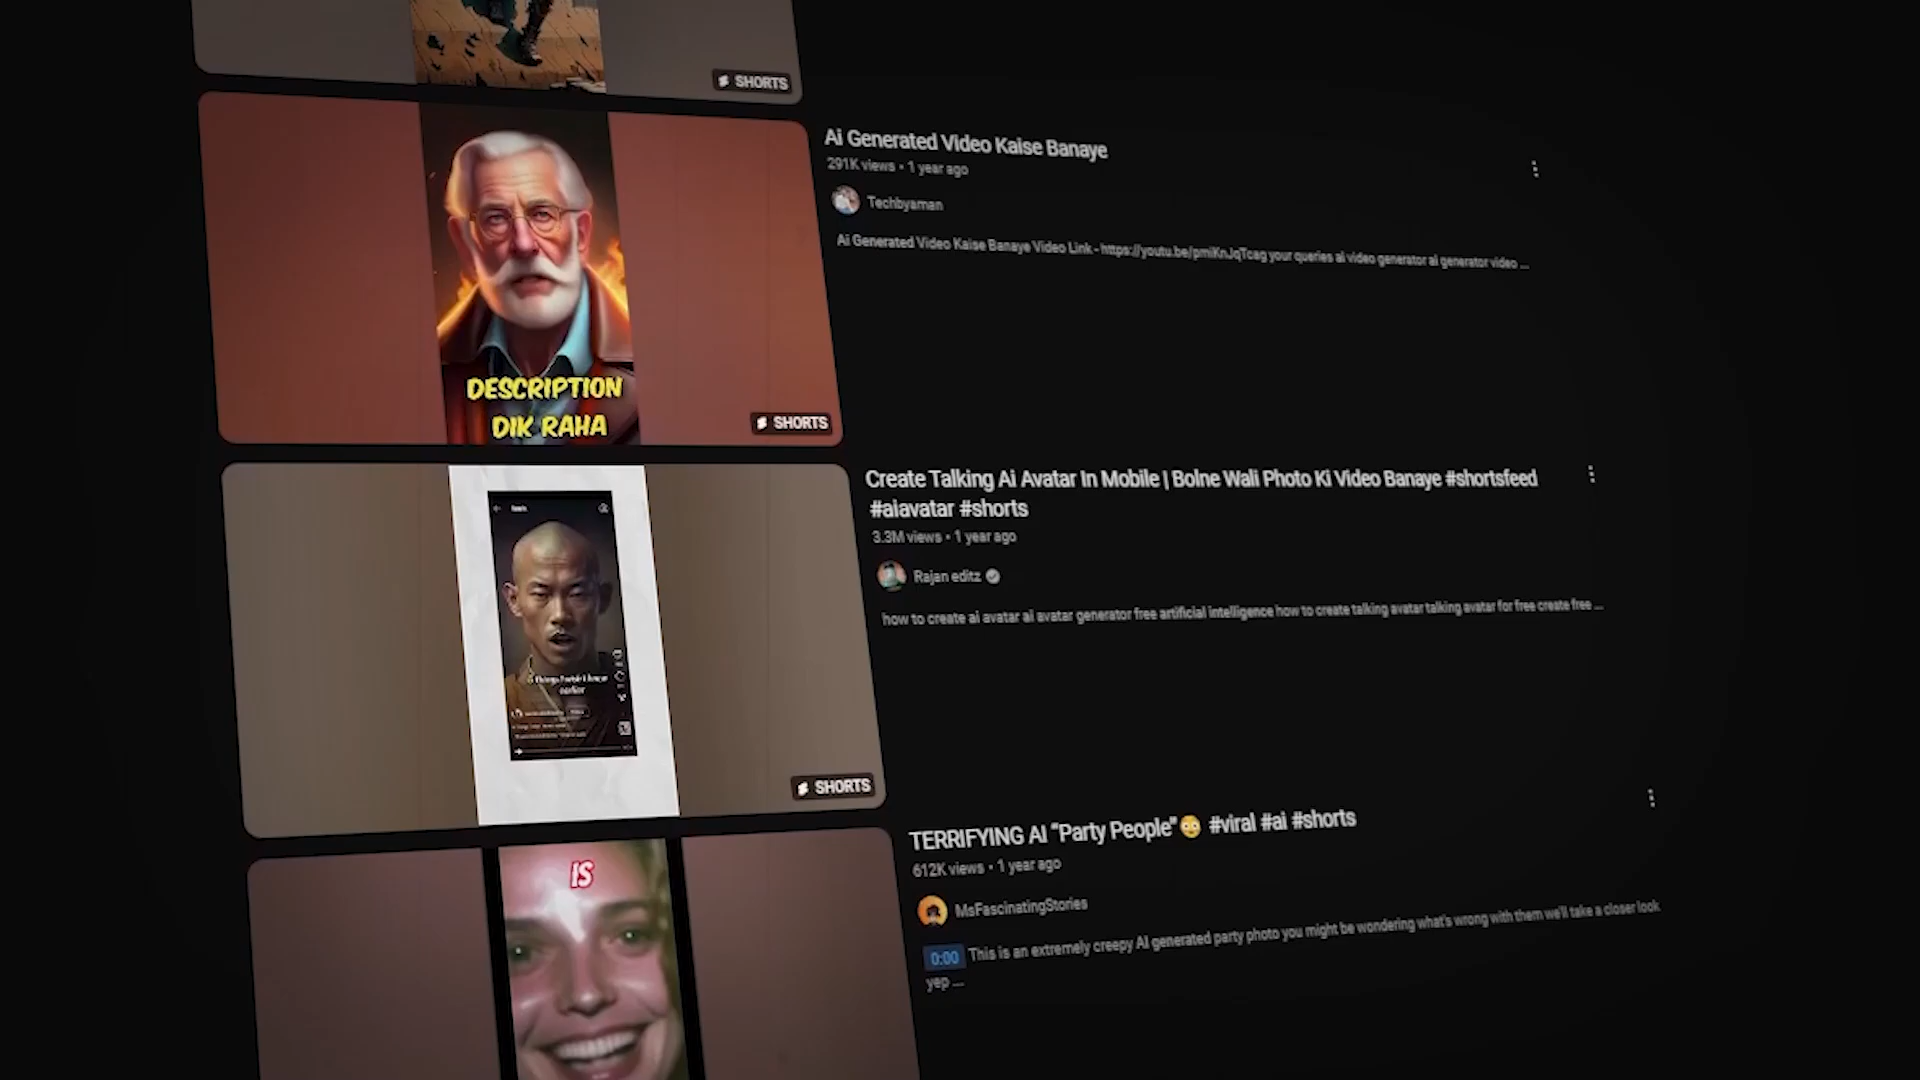 SHORTS
Ai Generated Video Kaise Banaye
291K views • 1 year ago
Techbyaman
Ai Generated Video Kaise Banaye Video Link - https://youtu.be/pmiKnJqTcag your queries ai video generator ai generator video ...
DESCRIPTION
DIK RAHA
SHORTS
Create Talking Ai Avatar In Mobile | Bolne Wali Photo Ki Video Banaye #shortsfeed
#aiavatar #shorts
3.3M views • 1 year ago
Rajan editz
how to create ai avatar ai avatar generator free artificial intelligence how to create talking avatar talking avatar for free create free ...
SHORTS
TERRIFYING AI “Party People”😳 #viral #ai #shorts
612K views • 1 year ago
MsFascinatingStories
0:00 This is an extremely creepy AI generated party photo you might be wondering what's wrong with them we'll take a closer look
yep ...
IS